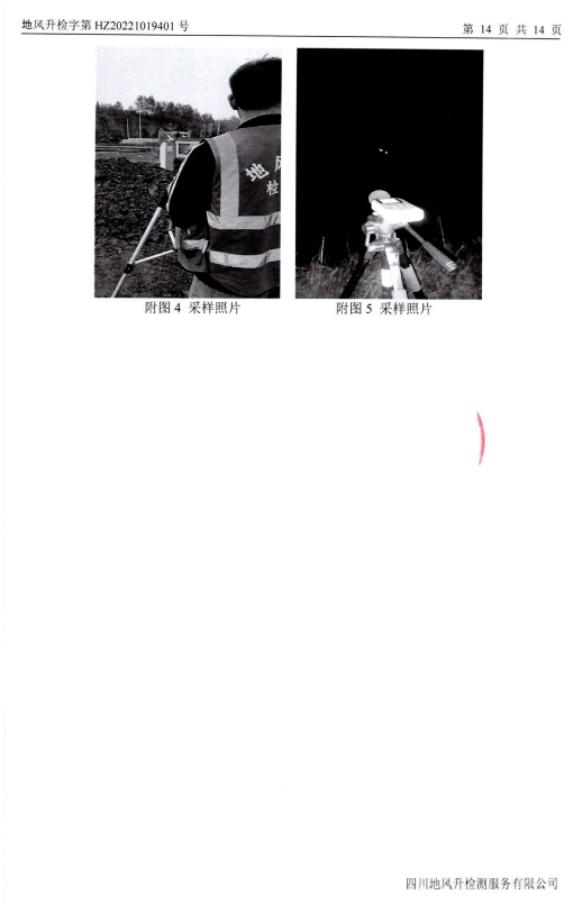 地风升检字第 HZ20221019401 号
第 14 页 共 14 页
地风
检
附图 4 采样照片
附图 5 采样照片
四川地风升检测服务有限公司